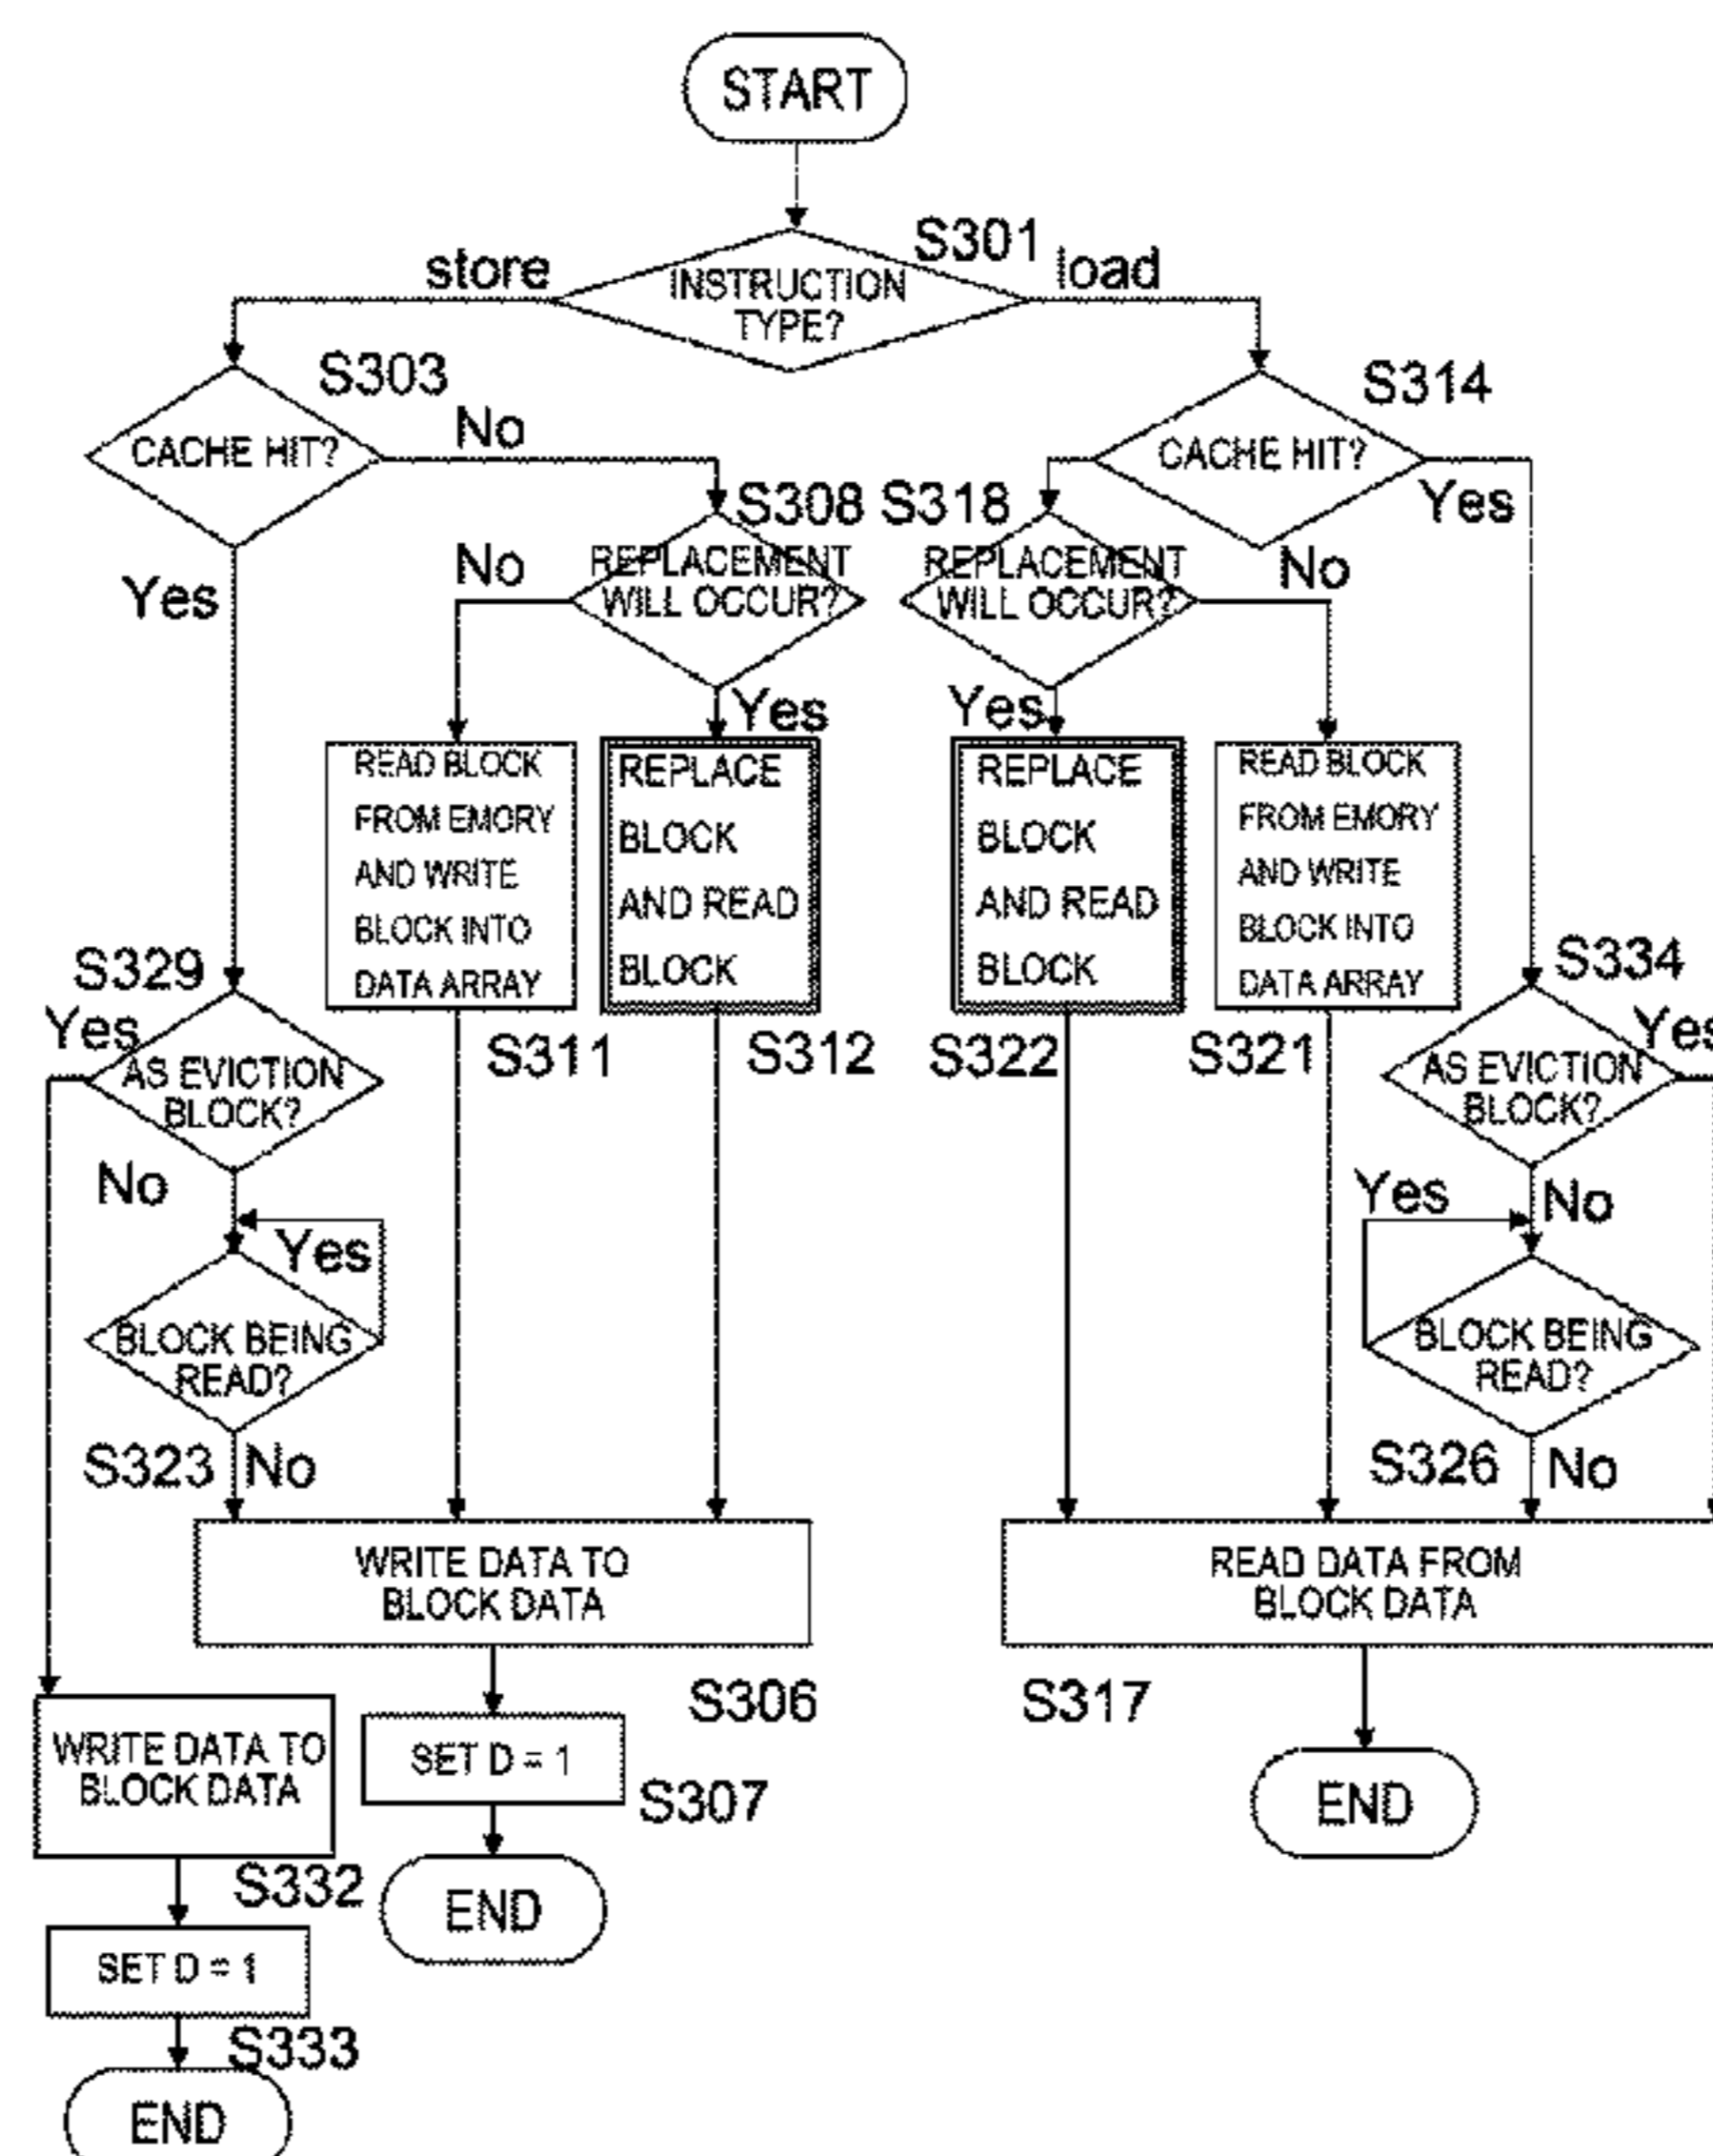 START
S301
store
load
INSTRUCTION
TYPE?
S303
S314
CACHE HIT?
No
CACHE HIT?
Yes
S308
S318
Yes
No
REPLACEMENT
WILL OCCUR?
REPLACEMENT
WILL OCCUR?
No
Yes
Yes
READ BLOCK
FROM EMORY
AND WRITE
BLOCK INTO
DATA ARRAY
REPLACE
BLOCK
AND READ
BLOCK
REPLACE
BLOCK
AND READ
BLOCK
READ BLOCK
FROM EMORY
AND WRITE
BLOCK INTO
DATA ARRAY
S329
S334
Yes
S311
S312
S322
S321
Yes
AS EVICTION
BLOCK?
AS EVICTION
BLOCK?
No
Yes
No
Yes
BLOCK BEING
READ?
BLOCK BEING
READ?
S323
No
S326
No
WRITE DATA TO
BLOCK DATA
READ DATA FROM
BLOCK DATA
S306
S317
WRITE DATA TO
BLOCK DATA
SET D = 1
S307
END
S332
END
SET D = 1
S333
END